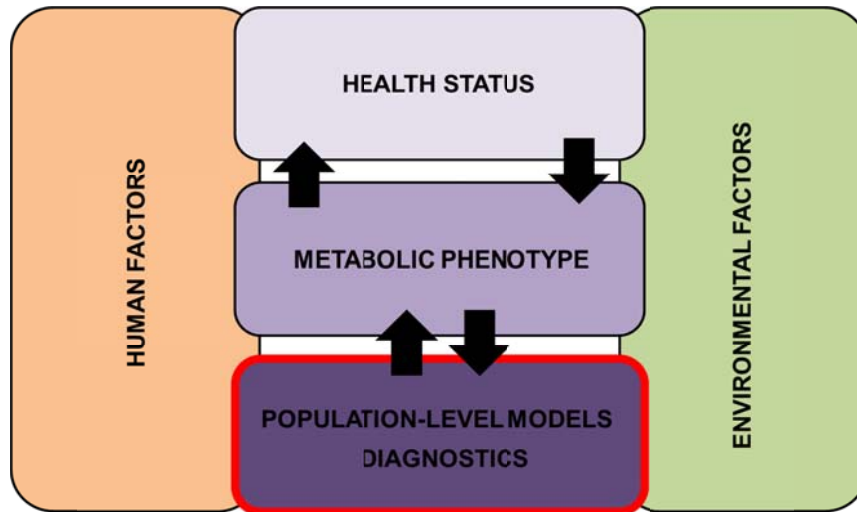 HUMAN FACTORS
HEALTH STATUS
METABOLIC PHENOTYPE
POPULATION-LEVEL MODELS
DIAGNOSTICS
ENVIRONMENTAL FACTORS